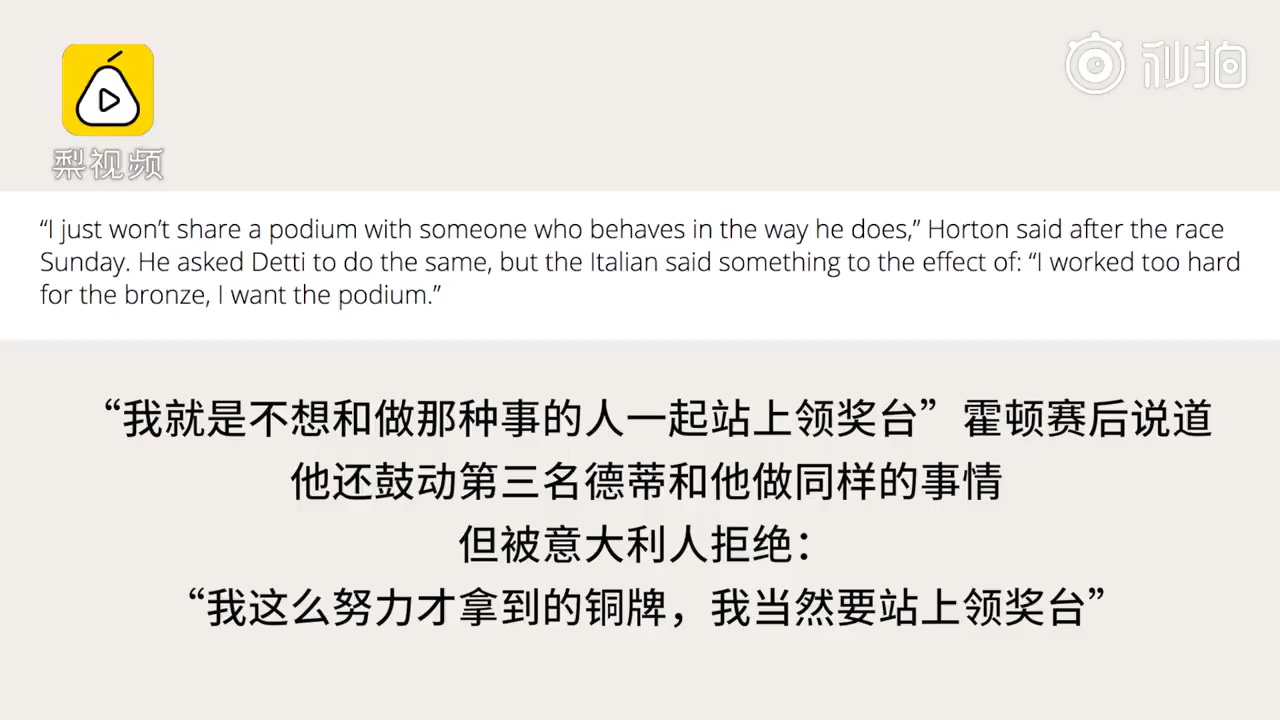 秒拍
梨视频
“I just won’t share a podium with someone who behaves in the way he does,” Horton said after the race
Sunday. He asked Detti to do the same, but the Italian said something to the effect of: “I worked too hard
for the bronze, I want the podium.”
“我就是不想和做那种事的人一起站上领奖台”霍顿赛后说道
他还鼓动第三名德蒂和他做同样的事情
但被意大利人拒绝：
“我这么努力才拿到的铜牌，我当然要站上领奖台”